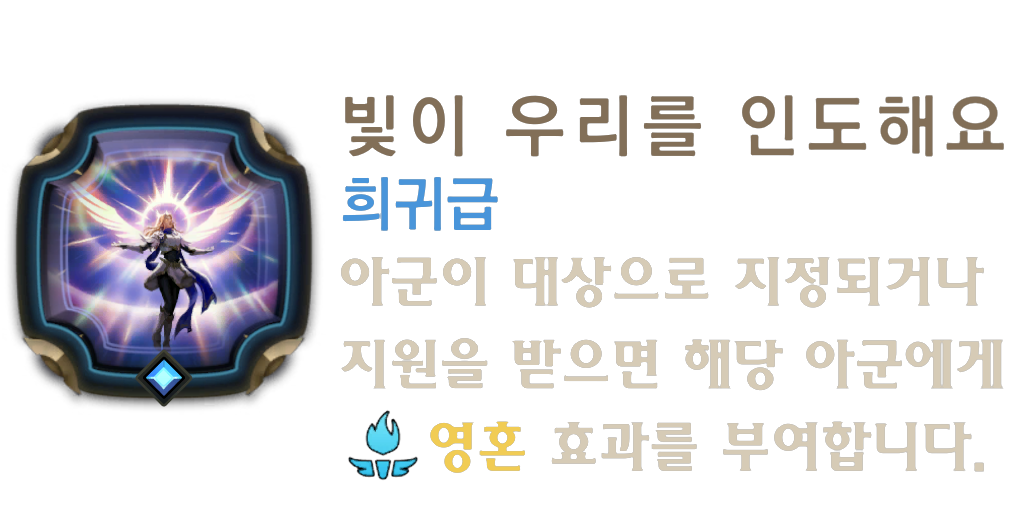 빛이 우리를 인도해요
희귀급
아군이 대상으로 지정되거나
지원을 받으면 해당 아군에게
영혼 효과를 부여합니다.